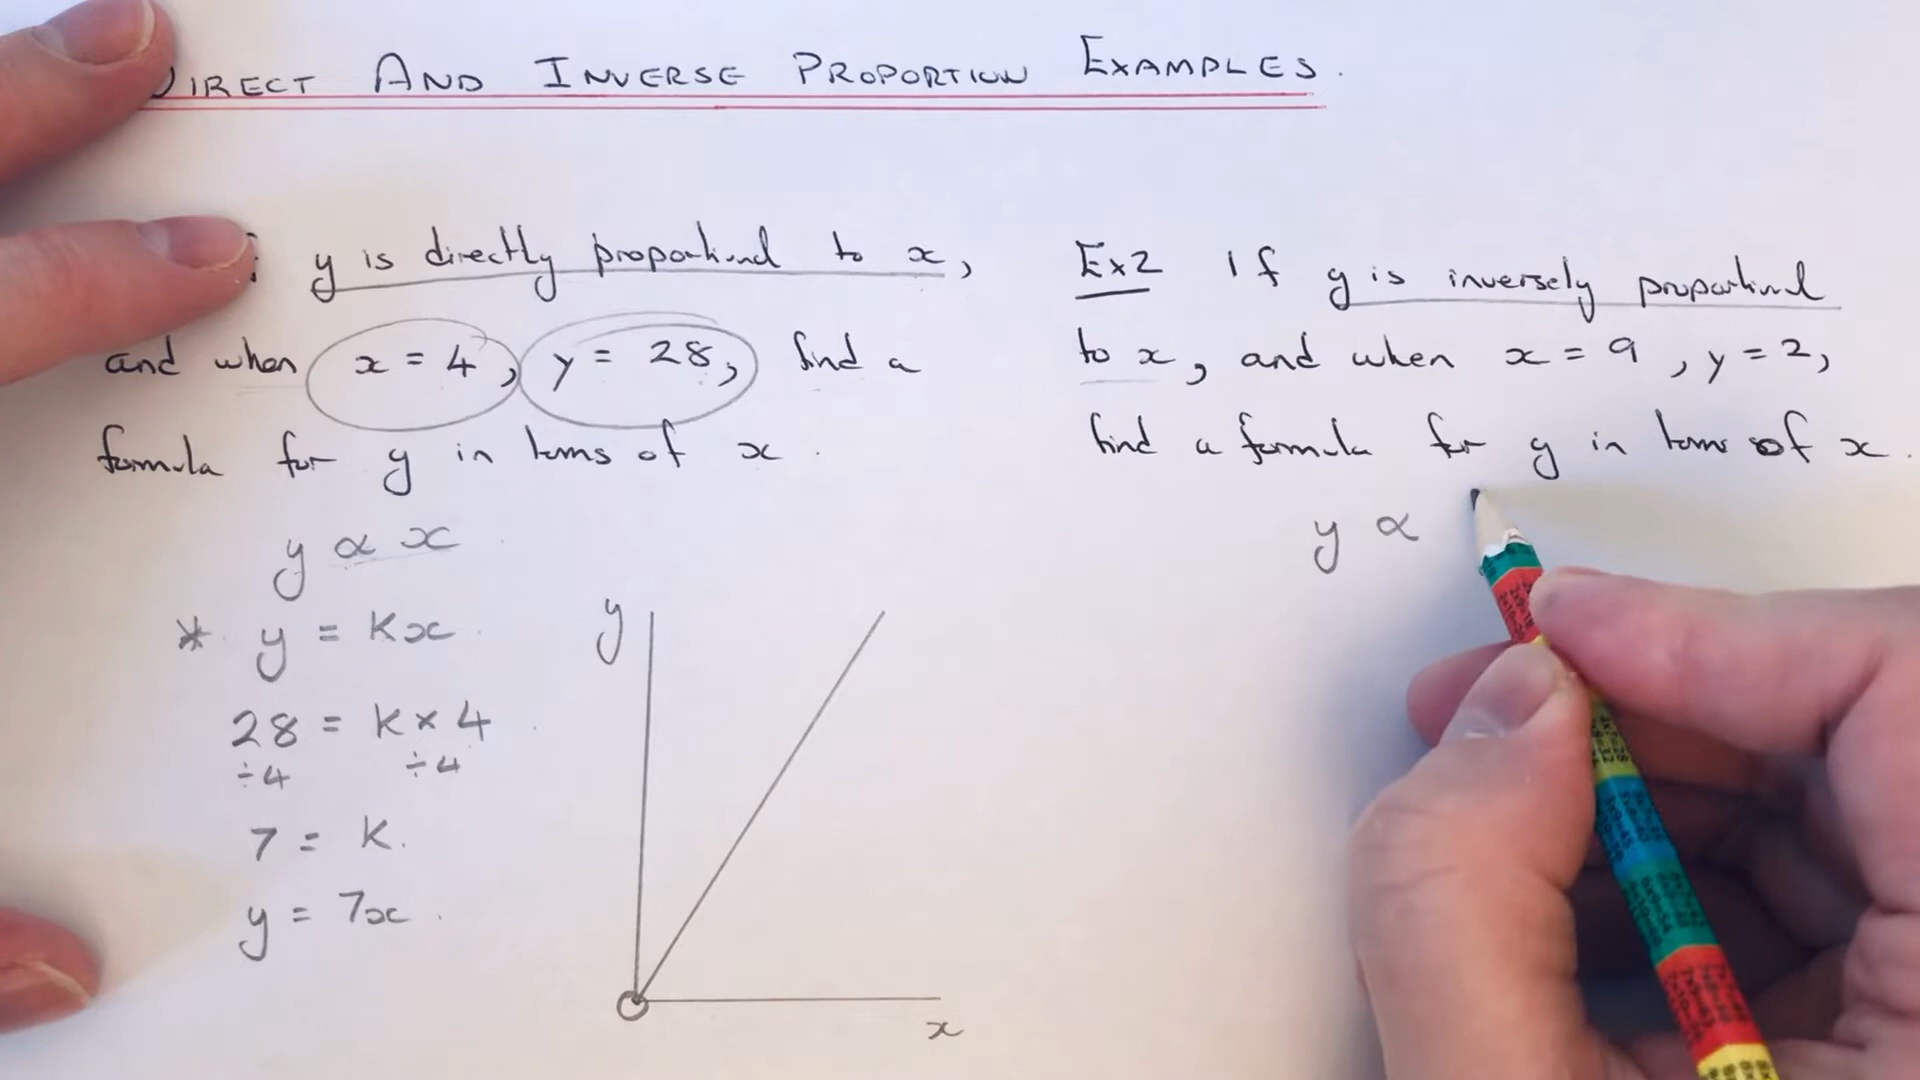 DIRECT AND INVERSE PROPORTION EXAMPLES.
y is directly proportional to x,
and when x = 4, y = 28, find a
formula for y in terms of x.
y ∝ x
* y = Kx
28 = K × 4
÷4 ÷4
7 = K.
y = 7x
y
x
Ex2 If y is inversely proportional
to x, and when x = 9, y = 2,
find a formula for y in terms of x.
y ∝